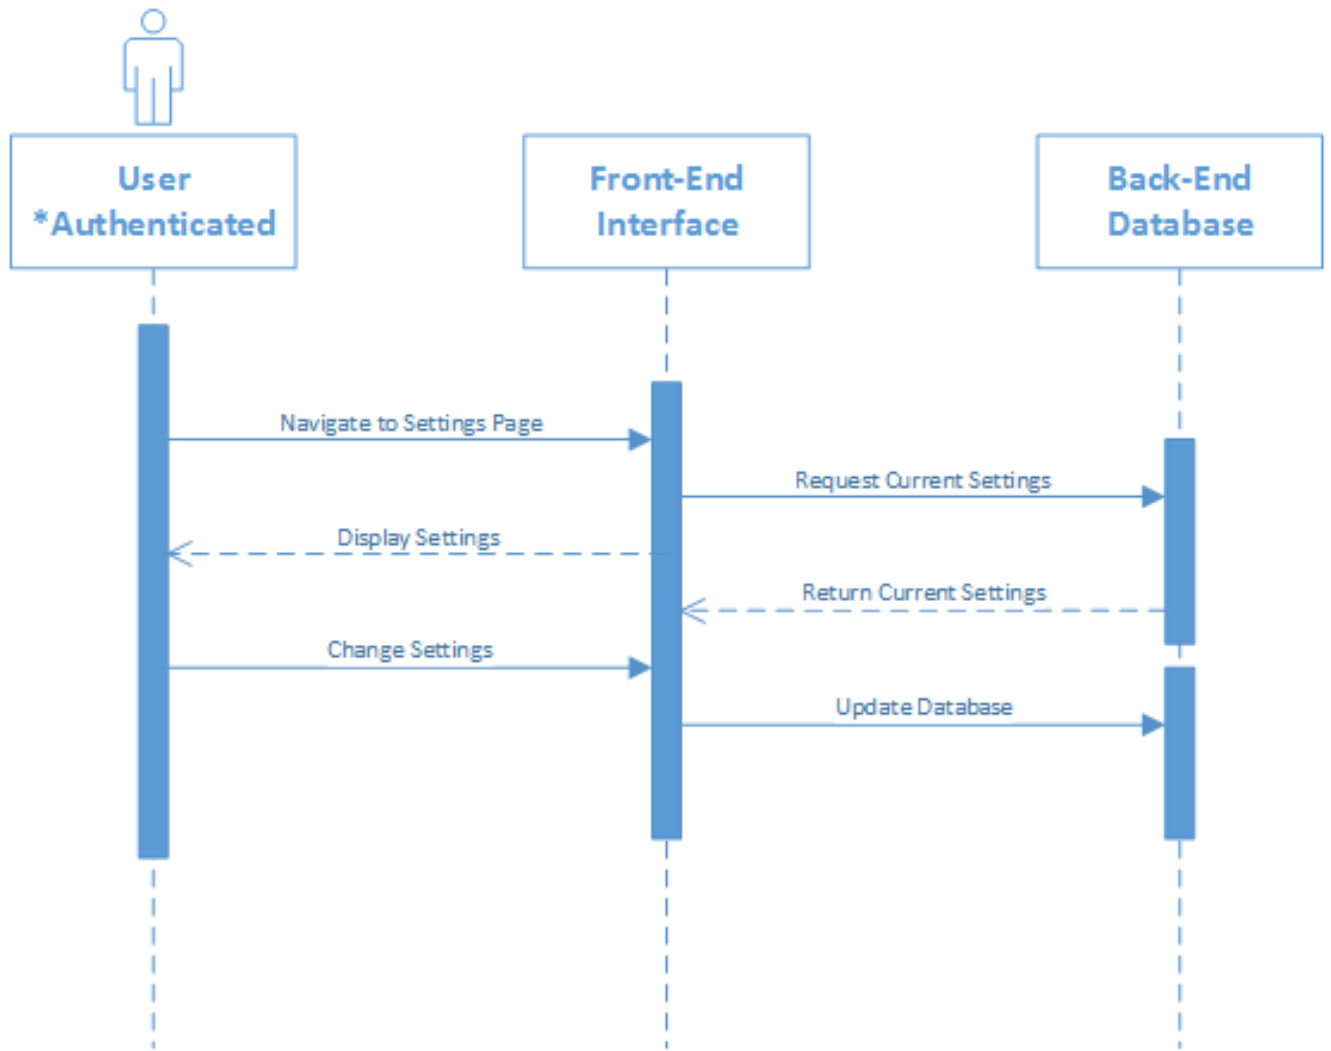 User
*Authenticated
Front-End
Interface
Back-End
Database
Navigate to Settings Page
Request Current Settings
Display Settings
Return Current Settings
Change Settings
Update Database